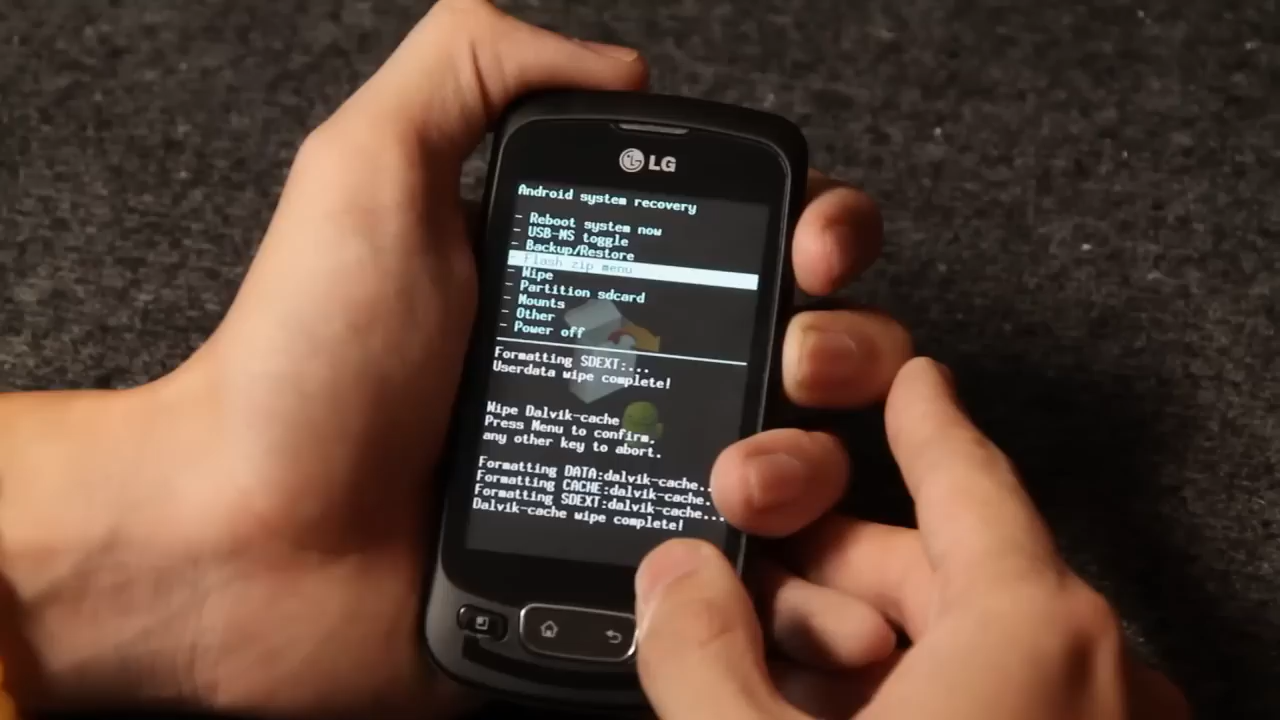 LG
Android system recovery
- Reboot system now
- USB-MS toggle
- Backup/Restore
- Flash zip menu
- Wipe
- Partition sdcard
- Mounts
- Other
- Power off
Formatting SDEXT:...
Userdata wipe complete!
Wipe Dalvik-cache
Press Menu to confirm.
any other key to abort.
Formatting DATA:dalvik-cache..
Formatting CACHE:dalvik-cache.
Formatting SDEXT:dalvik-cache...
Dalvik-cache wipe complete!